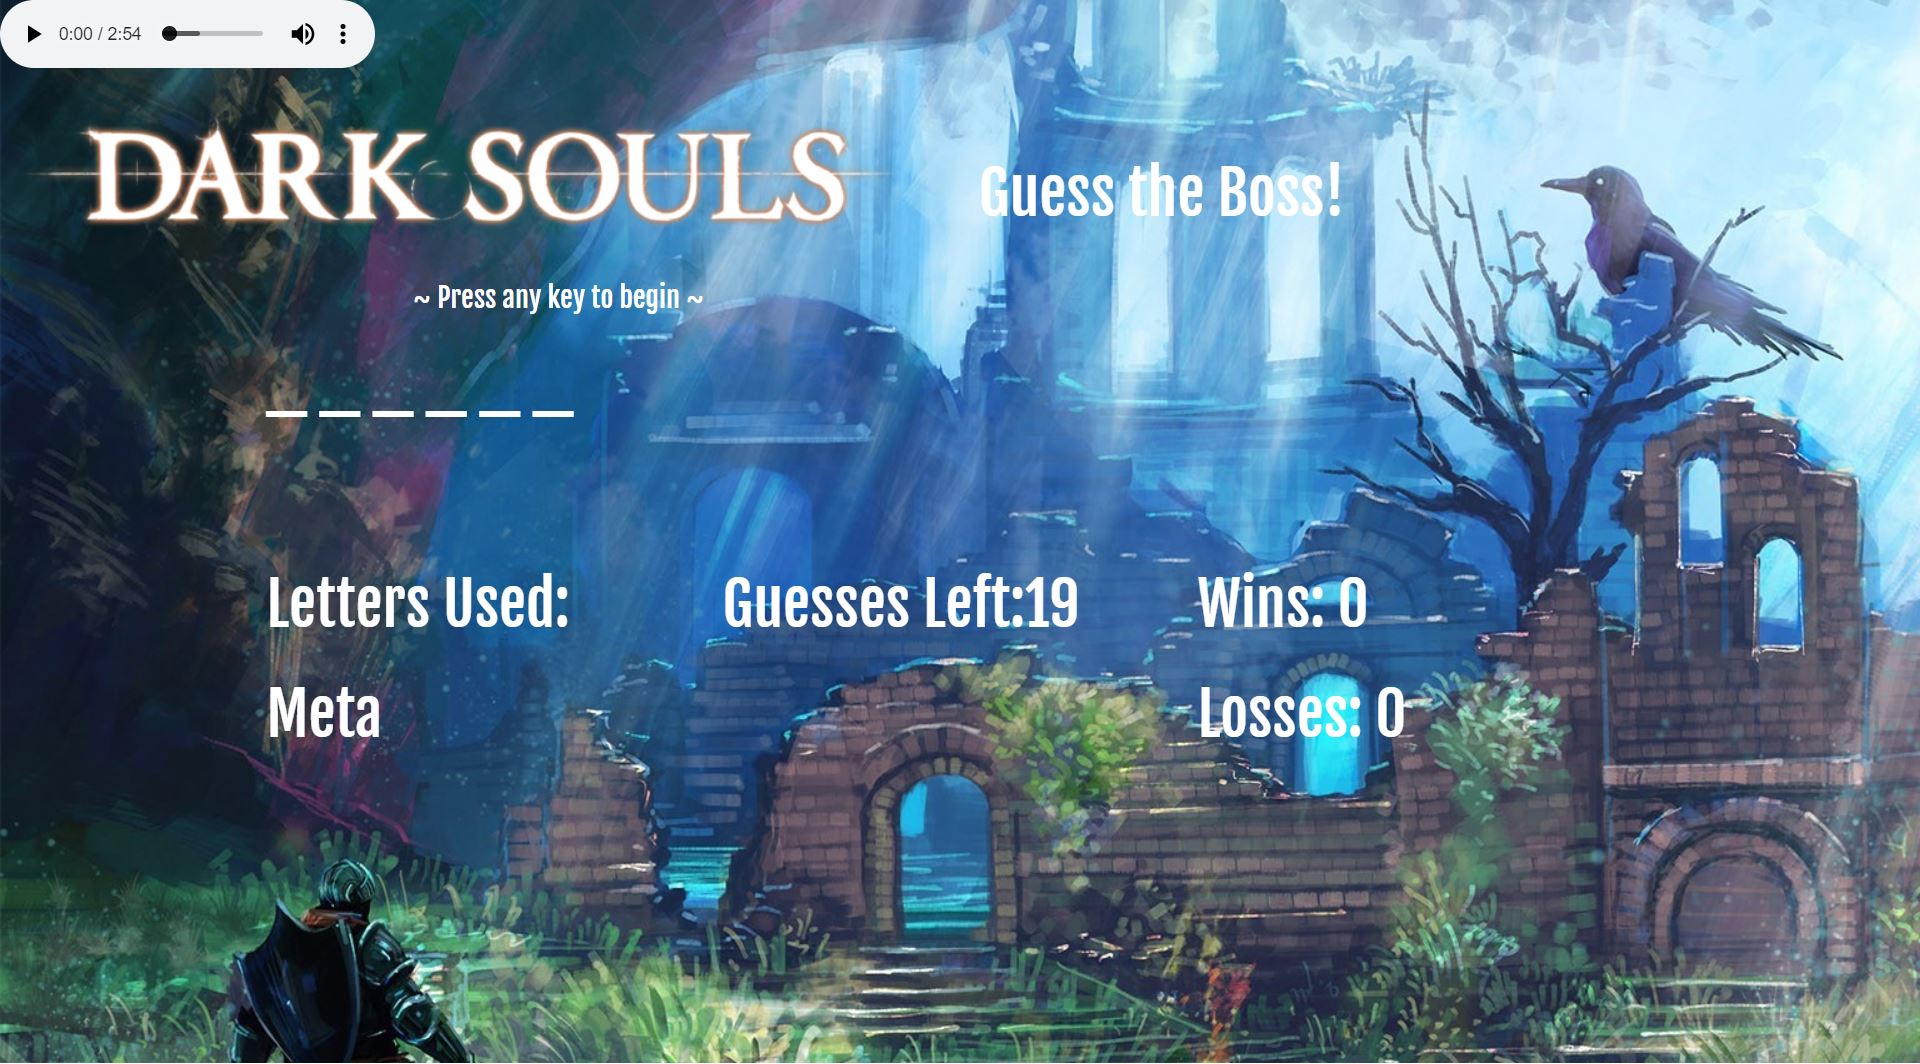 0:00 / 2:54
DARK SOULS
Guess the Boss!
~ Press any key to begin ~
_ _ _ _ _ _
Letters Used:
Meta
Guesses Left:19
Wins: 0
Losses: 0